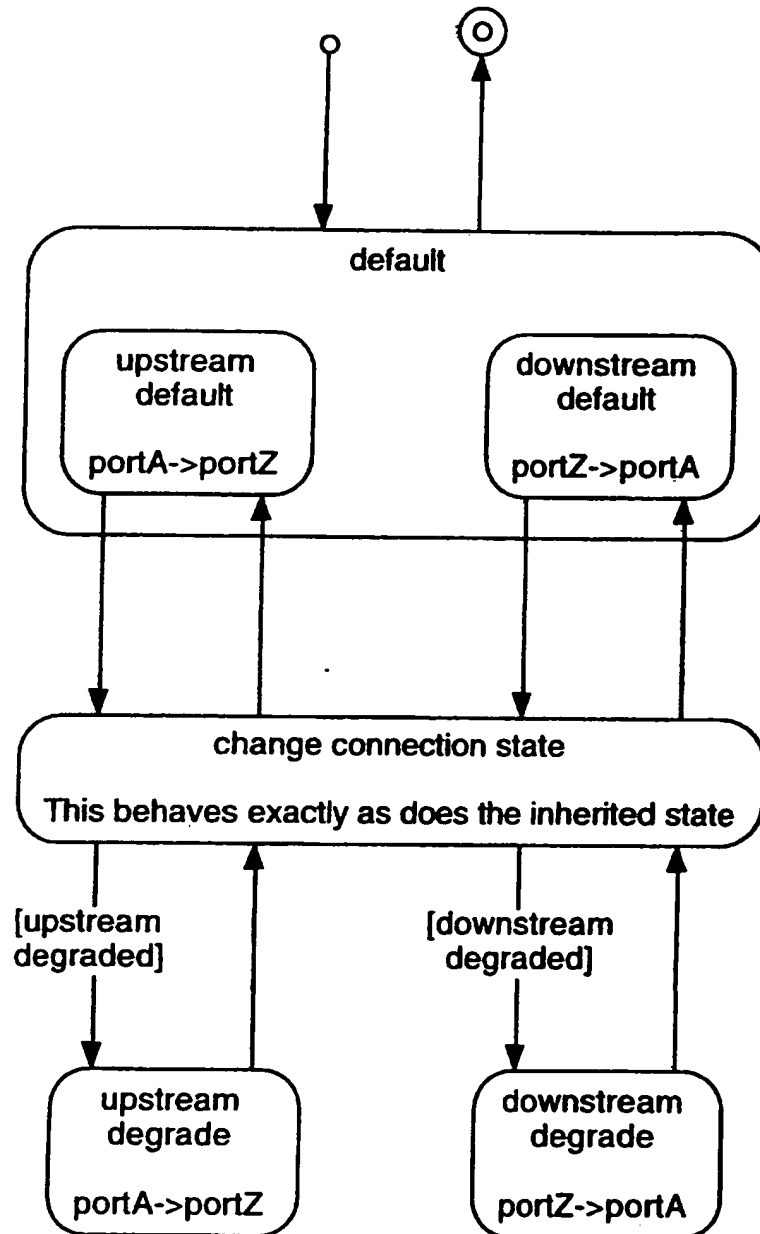 default
upstream
default
portA->portZ
downstream
default
portZ->portA
change connection state
This behaves exactly as does the inherited state
[upstream
degraded]
[downstream
degraded]
upstream
degrade
portA->portZ
downstream
degrade
portZ->portA